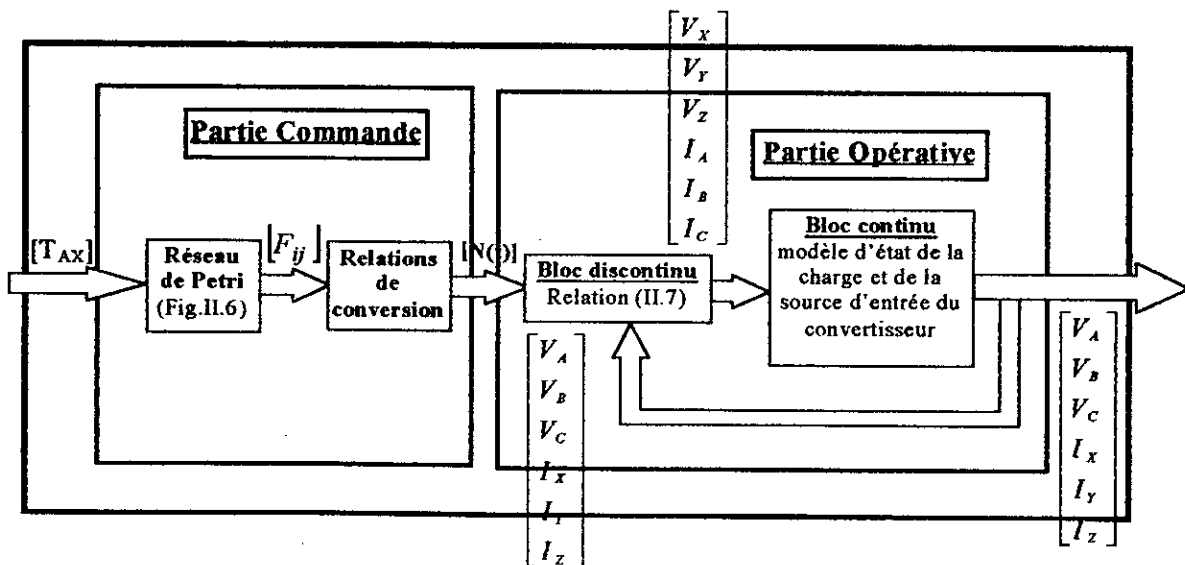 V_X
V_Y
V_Z
I_A
I_B
I_C
Partie Commande
Partie Opérative
[T_AX]
Réseau
de Petri
(Fig.II.6)
⌊F_ij⌋
Relations
de
conversion
[N(t)]
Bloc discontinu
Relation (II.7)
Bloc continu
modèle d'état de la
charge et de la
source d'entrée du
convertisseur
V_A
V_B
V_C
I_X
I_Y
I_Z
V_A
V_B
V_C
I_X
I_Y
I_Z